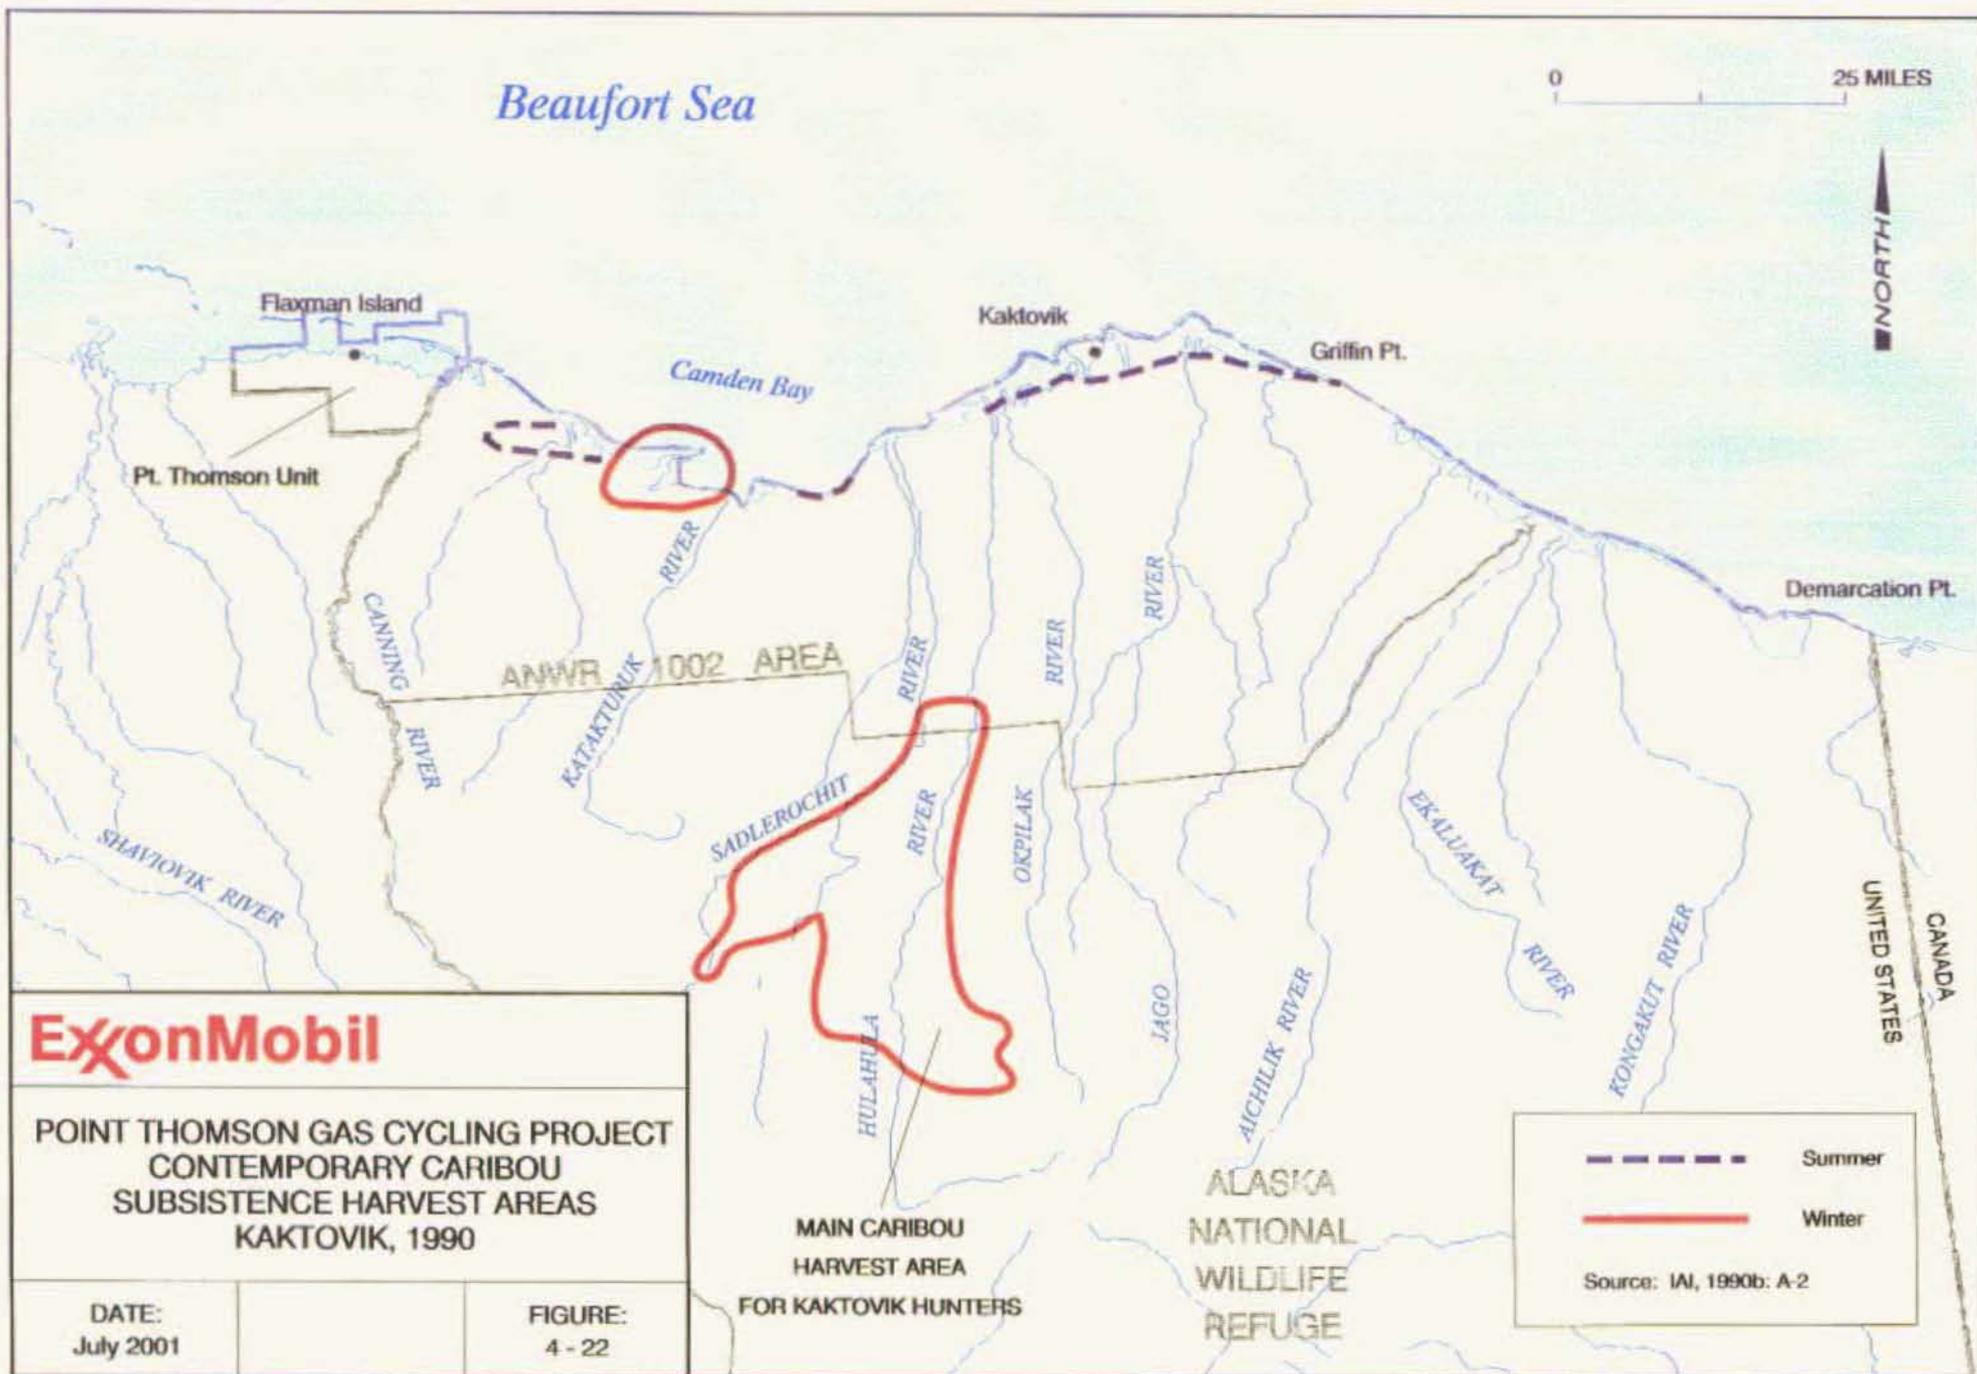 Beaufort Sea
0 25 MILES
NORTH
Flaxman Island
Kaktovik
Griffin Pt.
Camden Bay
Pt. Thomson Unit
Demarcation Pt.
CANNING
RIVER
ANWR 1002 AREA
KATAKTURUK
RIVER
SADLEROCHIT
RIVER
HULAHULA
RIVER
OKPILAK
RIVER
JAGO
RIVER
AICHILIK RIVER
EKALUAKAT
RIVER
KONGAKUT RIVER
SHAVIOVIK RIVER
UNITED STATES
CANADA
ExxonMobil
POINT THOMSON GAS CYCLING PROJECT
CONTEMPORARY CARIBOU
SUBSISTENCE HARVEST AREAS
KAKTOVIK, 1990
DATE:
July 2001
FIGURE:
4 - 22
MAIN CARIBOU
HARVEST AREA
FOR KAKTOVIK HUNTERS
ALASKA
NATIONAL
WILDLIFE
REFUGE
Summer
Winter
Source: IAI, 1990b: A-2